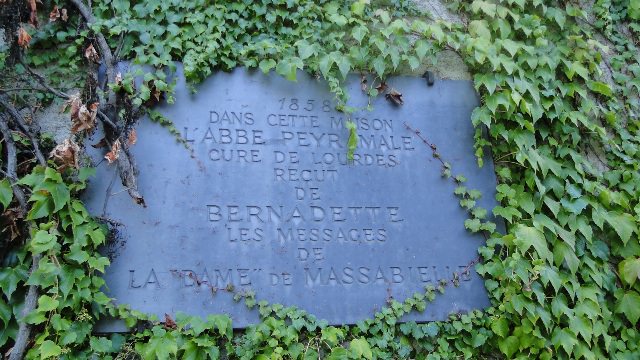 1858
DANS CETTE MAISON
L'ABBE PEYRAMALE
CURE DE LOURDES
REÇUT
DE
BERNADETTE
LES MESSAGES
DE
LA "DAME" DE MASSABIELLE